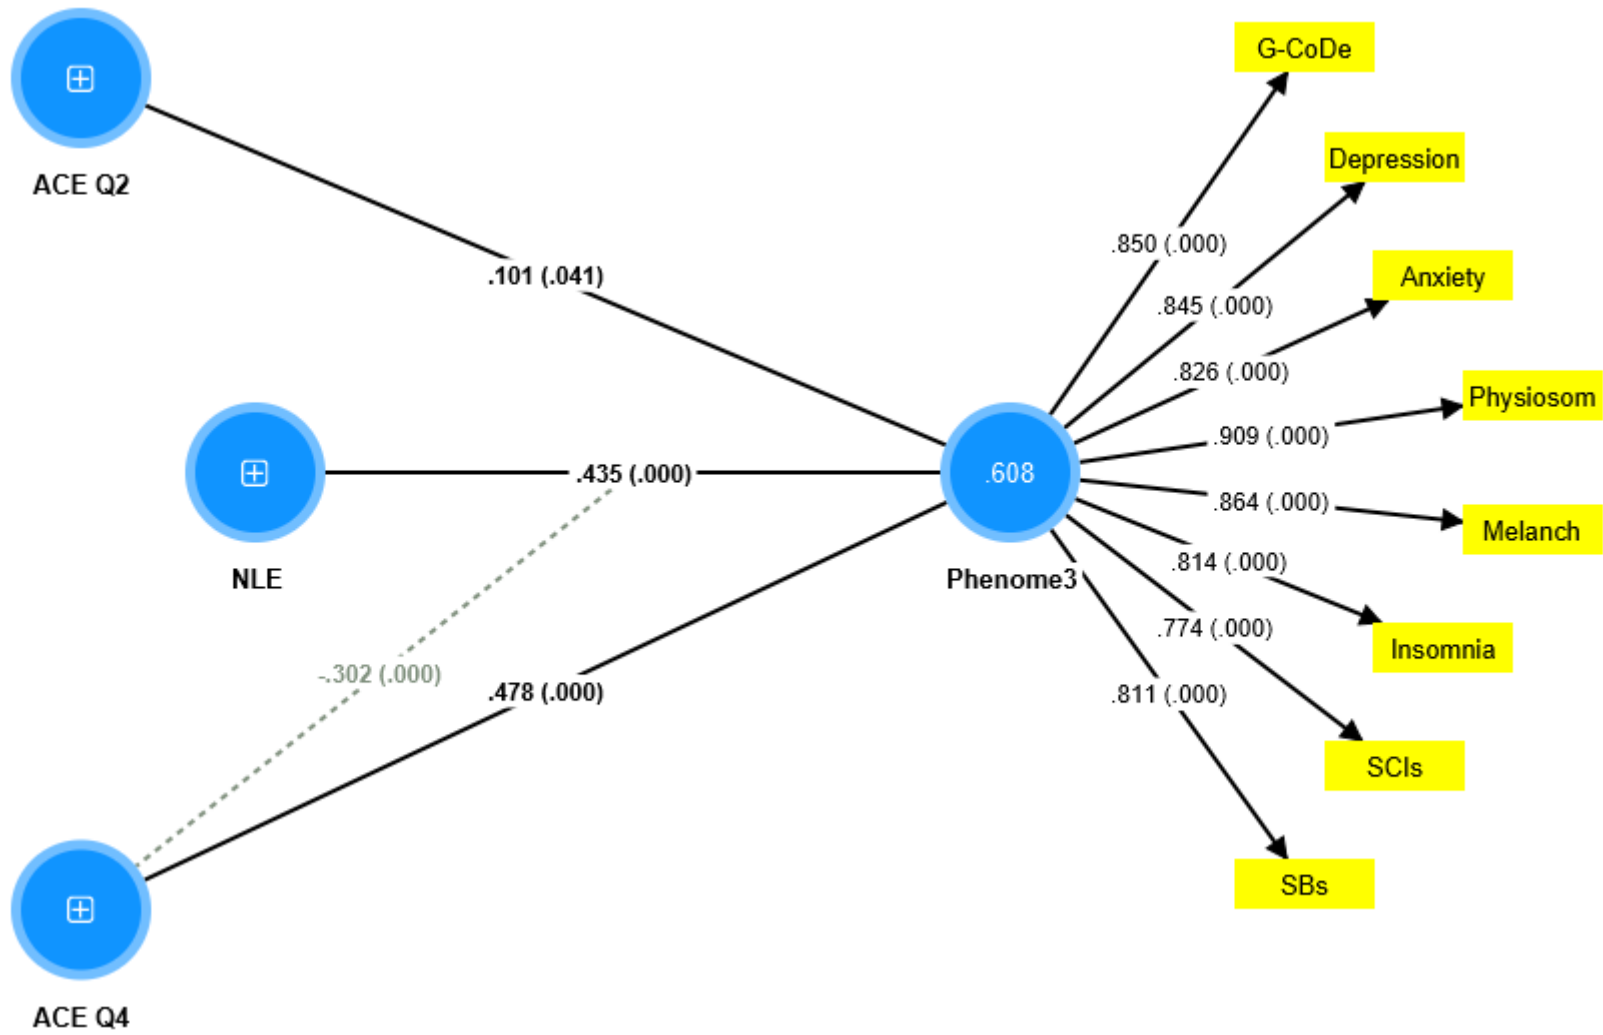 G-CoDe
Depression
ACE Q2
.850 (.000)
.101 (.041)
Anxiety
.845 (.000)
.826 (.000)
Physiosom
.909 (.000)
.435 (.000)
.608
.864 (.000)
Melanch
NLE
Phenome3
.814 (.000)
.774 (.000)
Insomnia
-.302 (.000)
.478 (.000)
.811 (.000)
SCIs
SBs
ACE Q4